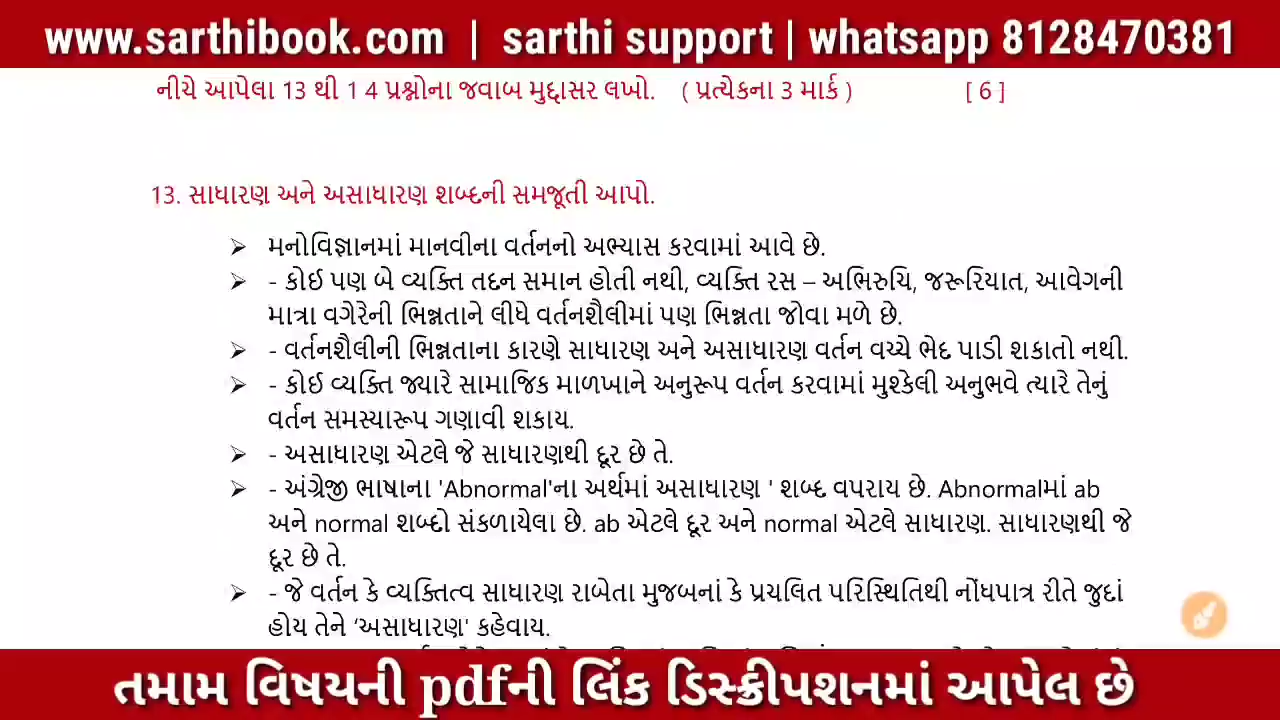 www.sarthibook.com | sarthi support | whatsapp 8128470381
નીચે આપેલા 13 થી 1 4 પ્રશ્નોના જવાબ મુદ્દાસર લખો. ( પ્રત્યેકના 3 માર્ક ) [ 6 ]
13. સાધારણ અને અસાધારણ શબ્દની સમજૂતી આપો.
➢ મનોવિજ્ઞાનમાં માનવીના વર્તનનો અભ્યાસ કરવામાં આવે છે.
➢ - કોઈ પણ બે વ્યક્તિ તદન સમાન હોતી નથી, વ્યક્તિ રસ – અભિરુચિ, જરૂરિયાત, આવેગની
માત્રા વગેરેની ભિન્નતાને લીધે વર્તનશૈલીમાં પણ ભિન્નતા જોવા મળે છે.
➢ - વર્તનશૈલીની ભિન્નતાના કારણે સાધારણ અને અસાધારણ વર્તન વચ્ચે ભેદ પાડી શકાતો નથી.
➢ - કોઈ વ્યક્તિ જ્યારે સામાજિક માળખાને અનુરૂપ વર્તન કરવામાં મુશ્કેલી અનુભવે ત્યારે તેનું
વર્તન સમસ્યારૂપ ગણાવી શકાય.
➢ - અસાધારણ એટલે જે સાધારણથી દૂર છે તે.
➢ - અંગ્રેજી ભાષાના 'Abnormal'ના અર્થમાં અસાધારણ ' શબ્દ વપરાય છે. Abnormalમાં ab
અને normal શબ્દો સંકળાયેલા છે. ab એટલે દૂર અને normal એટલે સાધારણ. સાધારણથી જે
દૂર છે તે.
➢ - જે વર્તન કે વ્યક્તિત્વ સાધારણ રાબેતા મુજબનાં કે પ્રચલિત પરિસ્થિતિથી નોંધપાત્ર રીતે જુદાં
હોય તેને ‘અસાધારણ' કહેવાય.
તમામ વિષયની pdfની લિંક ડિસ્ક્રીપશનમાં આપેલ છે